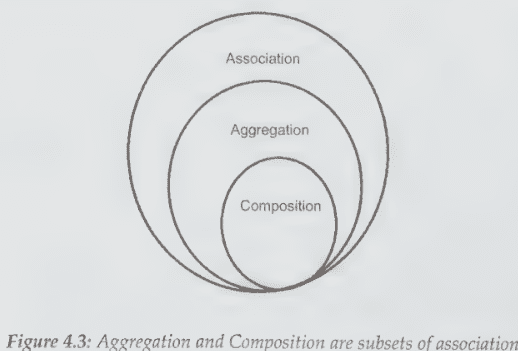 Association
Aggregation
Composition
Figure 4.3: Aggregation and Composition are subsets of association